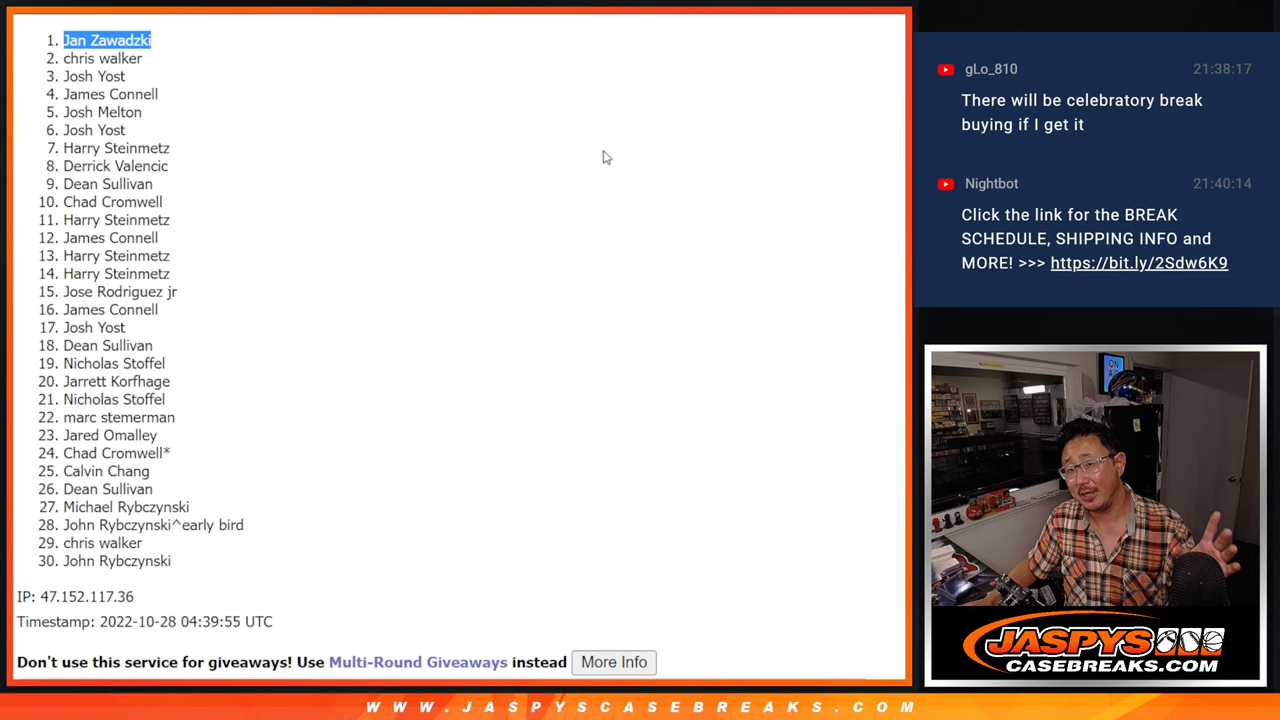 1. Jan Zawadzki
2. chris walker
3. Josh Yost
4. James Connell
5. Josh Melton
6. Josh Yost
7. Harry Steinmetz
8. Derrick Valencic
9. Dean Sullivan
10. Chad Cromwell
11. Harry Steinmetz
12. James Connell
13. Harry Steinmetz
14. Harry Steinmetz
15. Jose Rodriguez jr
16. James Connell
17. Josh Yost
18. Dean Sullivan
19. Nicholas Stoffel
20. Jarrett Korfhage
21. Nicholas Stoffel
22. marc stemerman
23. Jared Omalley
24. Chad Cromwell*
25. Calvin Chang
26. Dean Sullivan
27. Michael Rybczynski
28. John Rybczynski^early bird
29. chris walker
30. John Rybczynski
IP: 47.152.117.36
Timestamp: 2022-10-28 04:39:55 UTC
Don't use this service for giveaways! Use Multi-Round Giveaways instead More Info
gLo_810 21:38:17
There will be celebratory break
buying if I get it
Nightbot 21:40:14
Click the link for the BREAK
SCHEDULE, SHIPPING INFO and
MORE! >>> https://bit.ly/2Sdw6K9
ON
JASPYS
CASEBREAKS.COM
WWW.JASPYSCASEBREAKS.COM